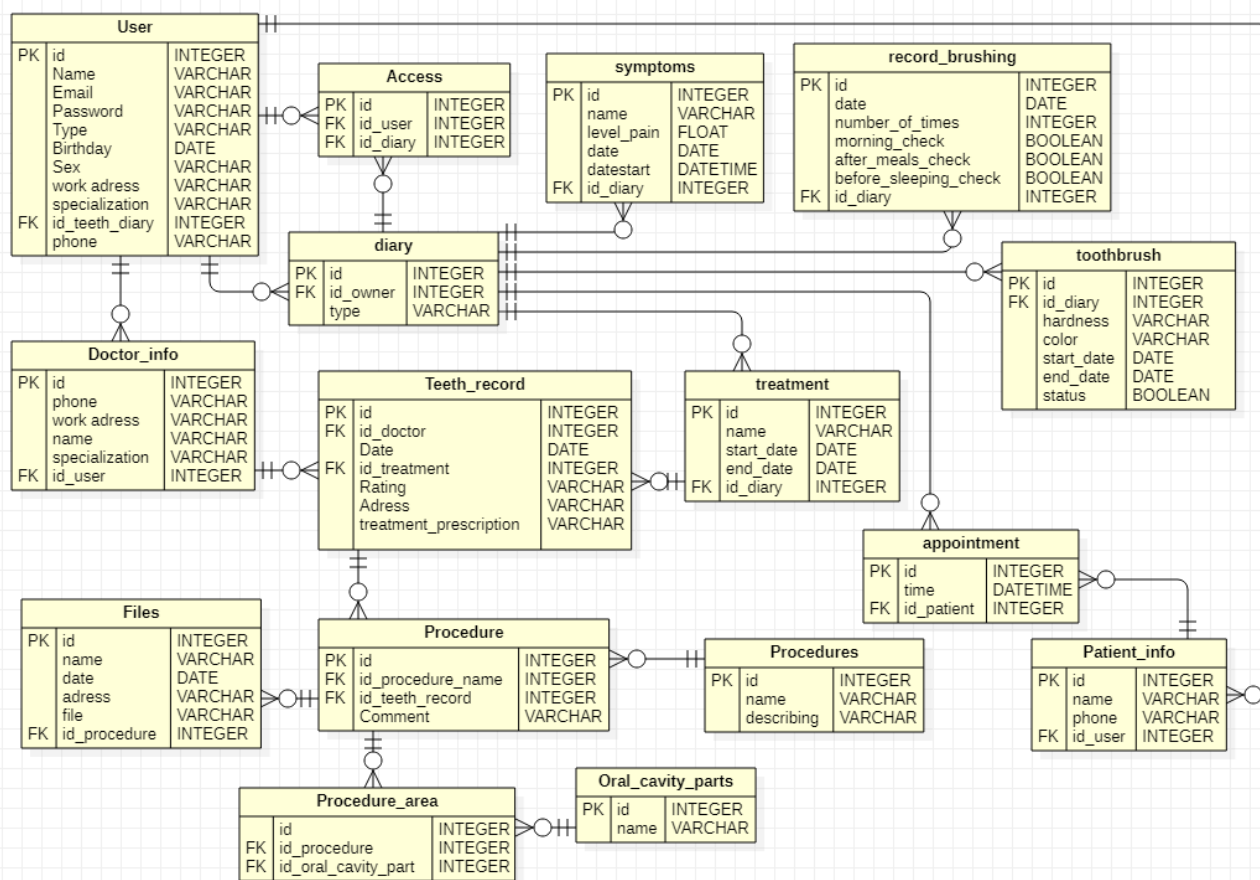 User
PK id INTEGER
Name VARCHAR
Email VARCHAR
Password VARCHAR
Type VARCHAR
Birthday DATE
Sex VARCHAR
work adress VARCHAR
specialization VARCHAR
FK id_teeth_diary INTEGER
phone VARCHAR
Access
PK id INTEGER
FK id_user INTEGER
FK id_diary INTEGER
symptoms
PK id INTEGER
name VARCHAR
level_pain FLOAT
date DATE
datestart DATETIME
FK id_diary INTEGER
record_brushing
PK id INTEGER
date DATE
number_of_times INTEGER
morning_check BOOLEAN
after_meals_check BOOLEAN
before_sleeping_check BOOLEAN
FK id_diary INTEGER
diary
PK id INTEGER
FK id_owner INTEGER
type VARCHAR
toothbrush
PK id INTEGER
FK id_diary INTEGER
hardness VARCHAR
color VARCHAR
start_date DATE
end_date DATE
status BOOLEAN
Doctor_info
PK id INTEGER
phone VARCHAR
work adress VARCHAR
name VARCHAR
specialization VARCHAR
FK id_user INTEGER
Teeth_record
PK id INTEGER
FK id_doctor INTEGER
Date DATE
FK id_treatment INTEGER
Rating VARCHAR
Adress VARCHAR
treatment_prescription VARCHAR
treatment
PK id INTEGER
name VARCHAR
start_date DATE
end_date DATE
FK id_diary INTEGER
appointment
PK id INTEGER
time DATETIME
FK id_patient INTEGER
Files
PK id INTEGER
name VARCHAR
date DATE
adress VARCHAR
file VARCHAR
FK id_procedure INTEGER
Procedure
PK id INTEGER
FK id_procedure_name INTEGER
FK id_teeth_record INTEGER
Comment VARCHAR
Procedures
PK id INTEGER
name VARCHAR
describing VARCHAR
Patient_info
PK id INTEGER
name VARCHAR
phone VARCHAR
FK id_user INTEGER
Procedure_area
id INTEGER
FK id_procedure INTEGER
FK id_oral_cavity_part INTEGER
Oral_cavity_parts
PK id INTEGER
name VARCHAR